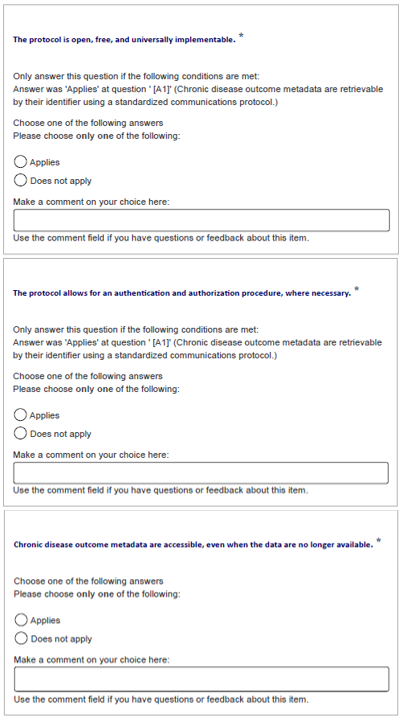 The protocol is open, free, and universally implementable. *
Only answer this question if the following conditions are met:
Answer was 'Applies' at question ' [A1]' (Chronic disease outcome metadata are retrievable
by their identifier using a standardized communications protocol.)
Choose one of the following answers
Please choose only one of the following:
Applies
Does not apply
Make a comment on your choice here:
Use the comment field if you have questions or feedback about this item.
The protocol allows for an authentication and authorization procedure, where necessary. *
Only answer this question if the following conditions are met:
Answer was 'Applies' at question ' [A1]' (Chronic disease outcome metadata are retrievable
by their identifier using a standardized communications protocol.)
Choose one of the following answers
Please choose only one of the following:
Applies
Does not apply
Make a comment on your choice here:
Use the comment field if you have questions or feedback about this item.
Chronic disease outcome metadata are accessible, even when the data are no longer available. *
Choose one of the following answers
Please choose only one of the following:
Applies
Does not apply
Make a comment on your choice here:
Use the comment field if you have questions or feedback about this item.